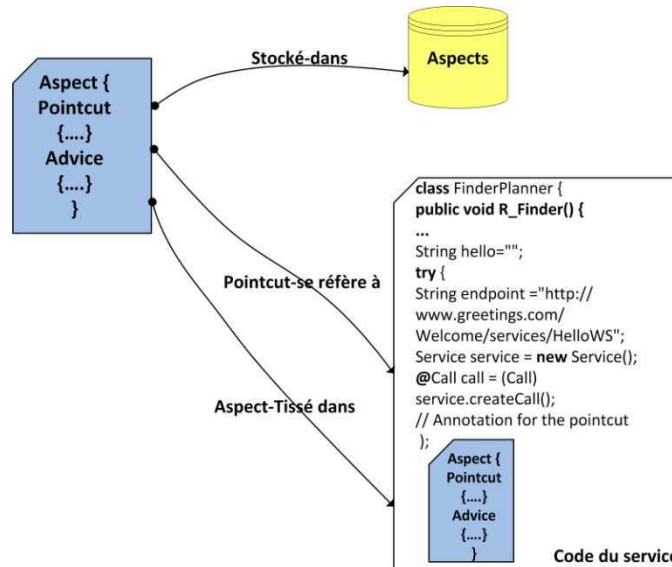 Aspect {
Pointcut
{....}
Advice
{....}
}
Stocké-dans
Aspects
Pointcut-se réfère à
Aspect-Tissé dans
class FinderPlanner {
public void R_Finder() {
...
String hello="";
try {
String endpoint ="http://
www.greetings.com/
Welcome/services/HelloWS";
Service service = new Service();
@Call call = (Call)
service.createCall();
// Annotation for the pointcut
);
Aspect {
Pointcut
{....}
Advice
{....}
}
Code du service